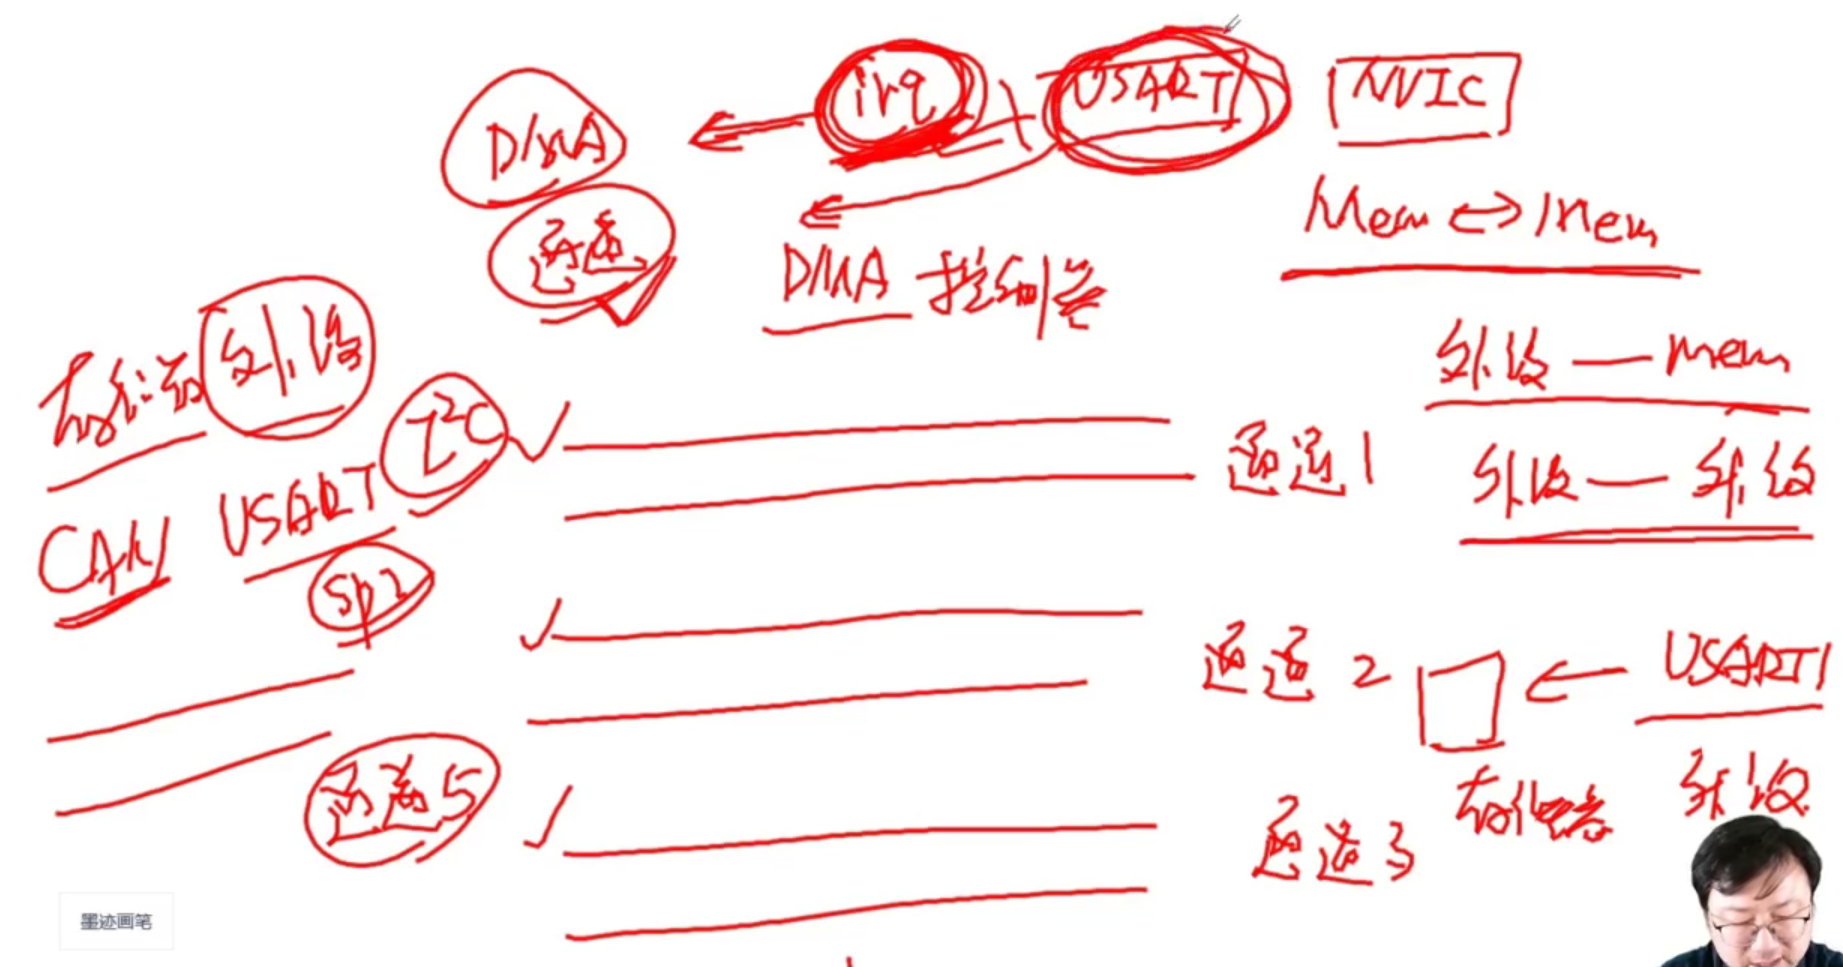 irq USART1 NVIC
DMA
通道
Mem ↔ Mem
DMA 控制器
存储器 外设
外设 — mem
I²C
通道1
外设 — 外设
CAN USART
SPI
通道 2
USART1
通道5
存储器
外设
通道3
墨迹画笔